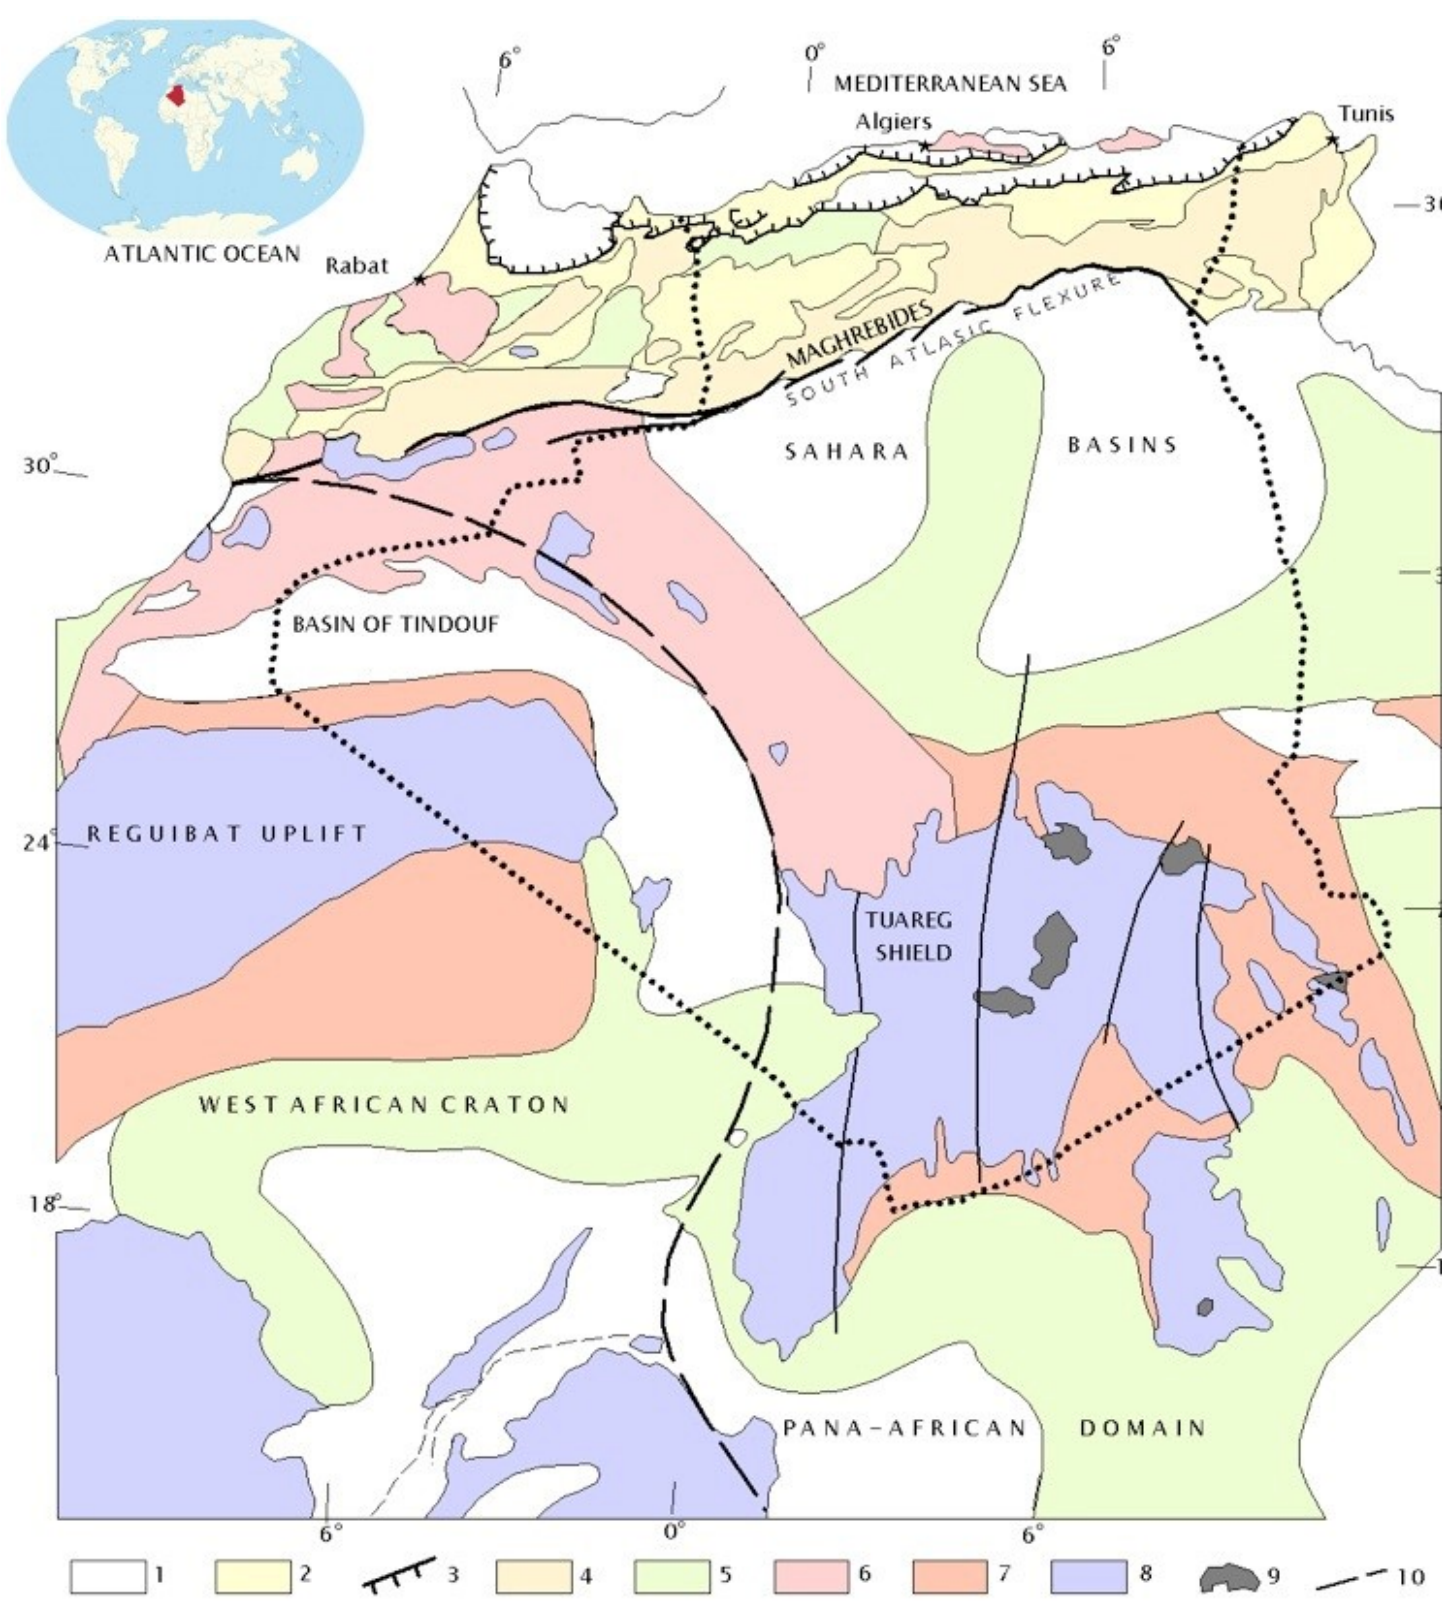 6°
0°
6°
MEDITERRANEAN SEA
Algiers
Tunis
ATLANTIC OCEAN
Rabat
MAGHREBIDES
SOUTH ATLASIC FLEXURE
SAHARA BASINS
30°
BASIN OF TINDOUF
24°
REGUIBAT UPLIFT
TUAREG
SHIELD
WEST AFRICAN CRATON
18°
PANA-AFRICAN DOMAIN
6°
0°
6°
1 2 3 4 5 6 7 8 9 10